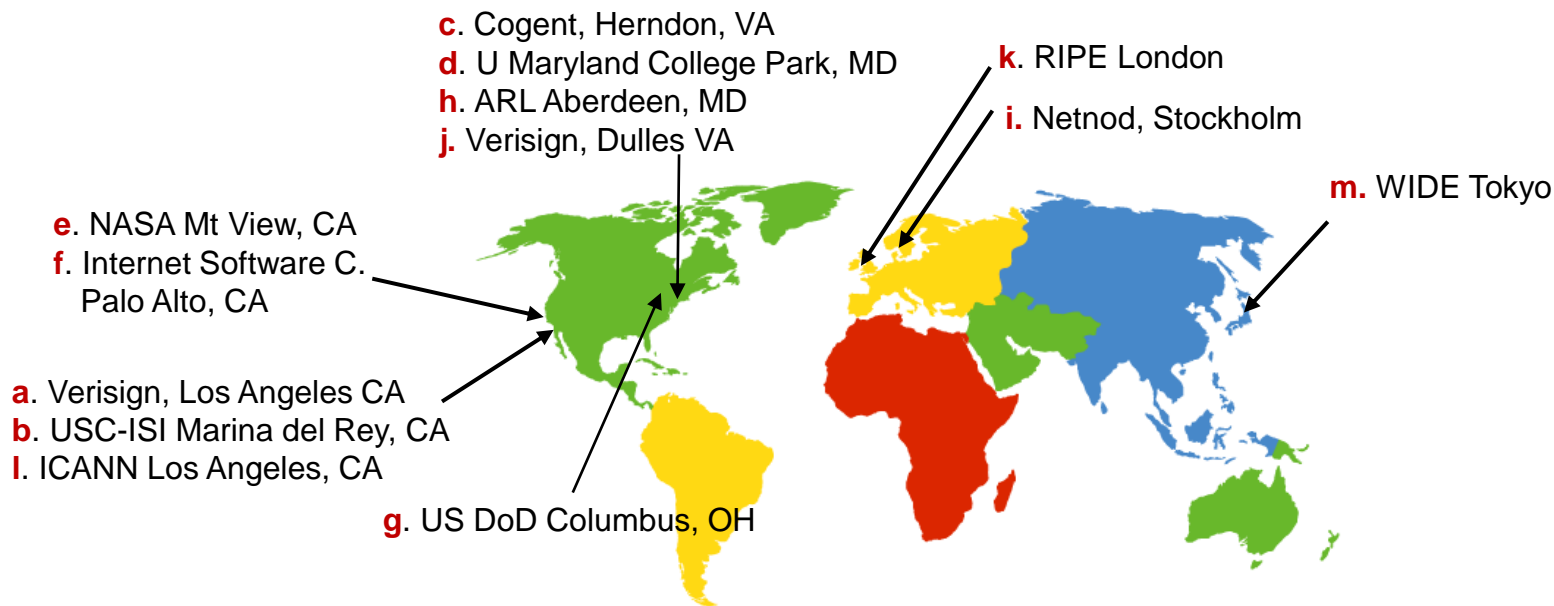 c. Cogent, Herndon, VA
d. U Maryland College Park, MD
h. ARL Aberdeen, MD
j. Verisign, Dulles VA
k. RIPE London
i. Netnod, Stockholm
m. WIDE Tokyo
e. NASA Mt View, CA
f. Internet Software C.
Palo Alto, CA
a. Verisign, Los Angeles CA
b. USC-ISI Marina del Rey, CA
l. ICANN Los Angeles, CA
g. US DoD Columbus, OH